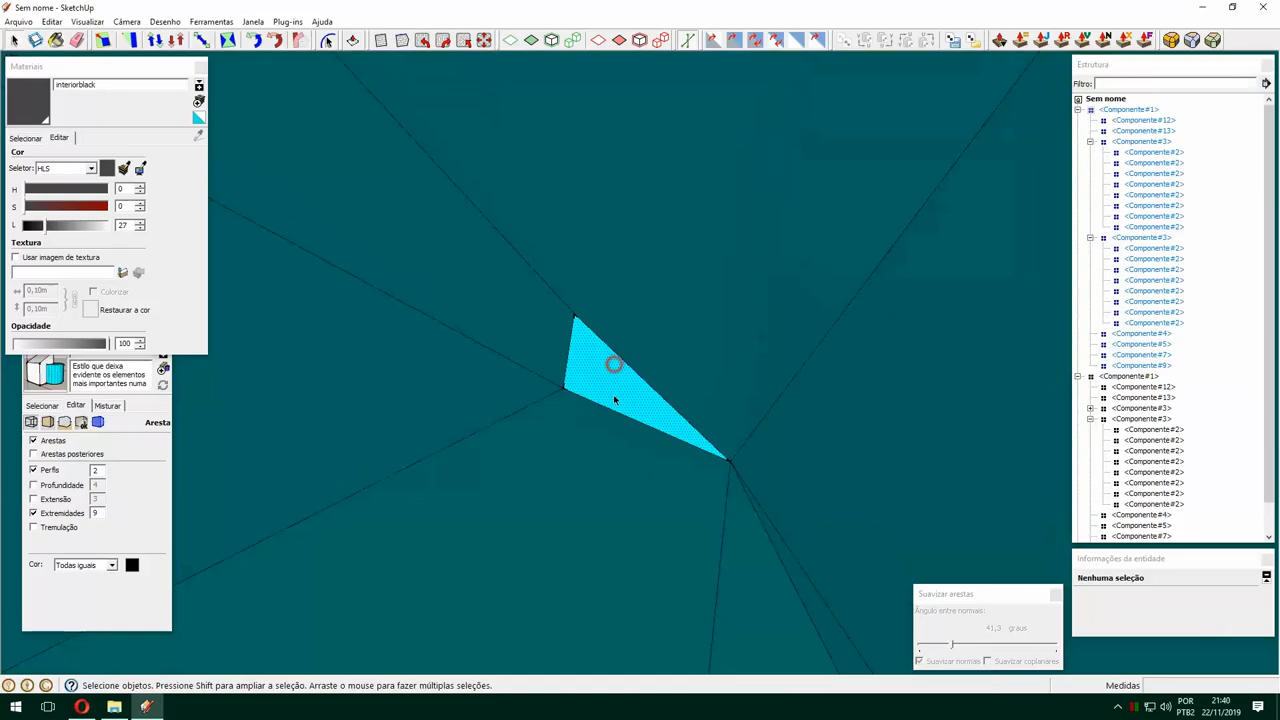 Sem nome - SketchUp
Arquivo Editar Visualizar Câmera Desenho Ferramentas Janela Plug-ins Ajuda
Materiais
interiorblack
Selecionar Editar
Cor
Seletor: HLS
H 0
S 0
L 27
Textura
Usar imagem de textura
0,10m Colorizar
0,10m Restaurar a cor
Opacidade
100
Estilo que deixa
evidente os elementos
mais importantes numa
Selecionar Editar Misturar
Aresta
Arestas
Arestas posteriores
Perfis 2
Profundidade 4
Extensão 3
Extremidades 9
Tremulação
Cor: Todas iguais
Estrutura
Filtro:
Sem nome
<Componente#1>
<Componente#12>
<Componente#13>
<Componente#3>
<Componente#2>
<Componente#2>
<Componente#2>
<Componente#2>
<Componente#2>
<Componente#2>
<Componente#2>
<Componente#2>
<Componente#3>
<Componente#2>
<Componente#2>
<Componente#2>
<Componente#2>
<Componente#2>
<Componente#2>
<Componente#2>
<Componente#2>
<Componente#4>
<Componente#5>
<Componente#7>
<Componente#9>
<Componente#1>
<Componente#12>
<Componente#13>
<Componente#3>
<Componente#3>
<Componente#2>
<Componente#2>
<Componente#2>
<Componente#2>
<Componente#2>
<Componente#2>
<Componente#2>
<Componente#2>
<Componente#4>
<Componente#5>
<Componente#7>
Informações da entidade
Nenhuma seleção
Suavizar arestas
Ângulo entre normais:
41,3 graus
Suavizar normais Suavizar coplanares
Selecione objetos. Pressione Shift para ampliar a seleção. Arraste o mouse para fazer múltiplas seleções.
Medidas
POR
PTB2
21:40
22/11/2019